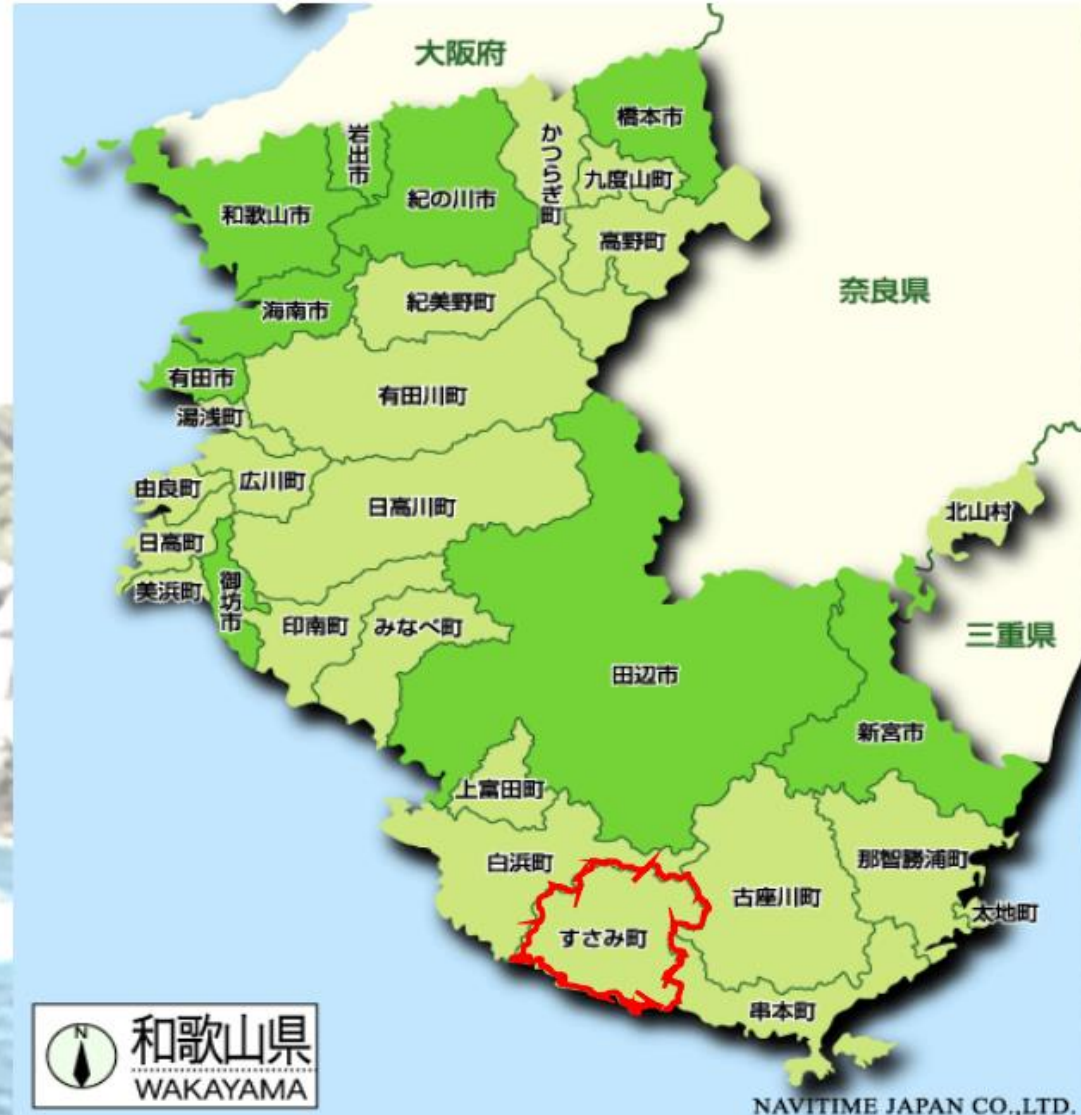 大阪府
橋本市
岩出市
かつらぎ町
九度山町
紀の川市
和歌山市
高野町
奈良県
紀美野町
海南市
有田市
有田川町
湯浅町
広川町
由良町
日高川町
北山村
日高町
御坊市
美浜町
印南町
みなべ町
三重県
田辺市
新宮市
上富田町
白浜町
那智勝浦町
古座川町
太地町
すさみ町
串本町
N
和歌山県
WAKAYAMA
NAVITIME JAPAN CO.,LTD.